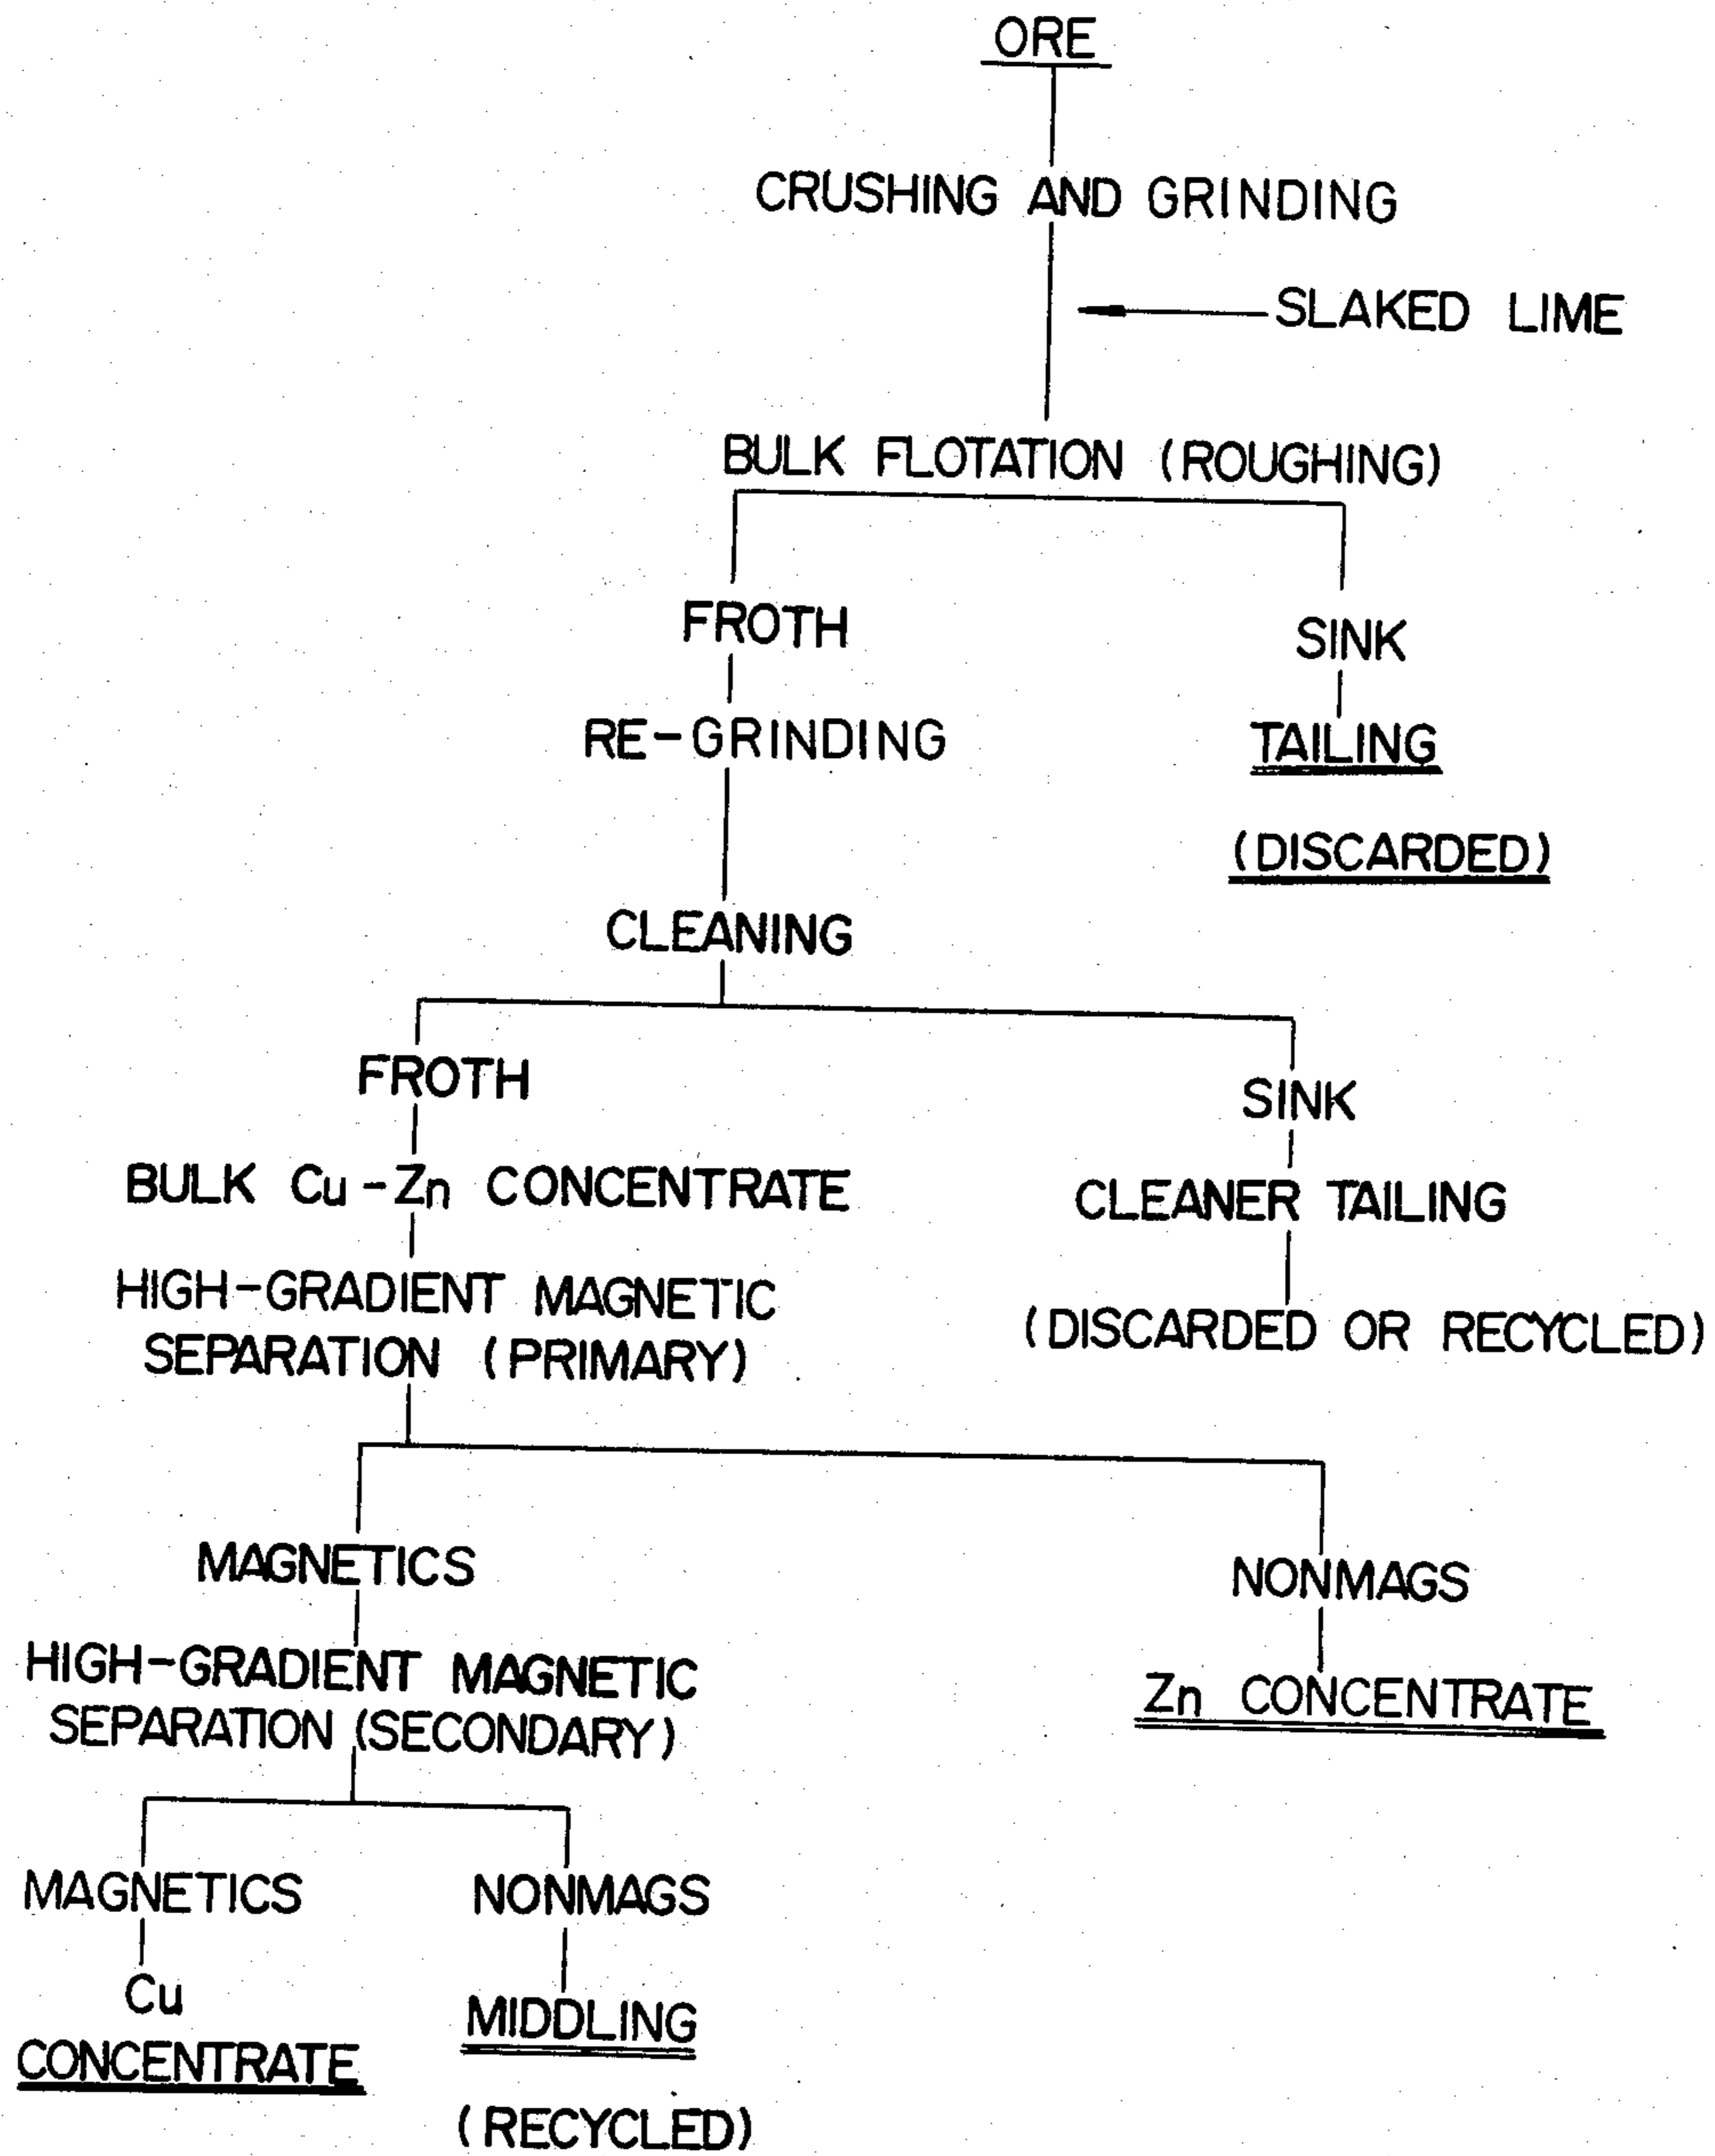 ORE
CRUSHING AND GRINDING
SLAKED LIME
BULK FLOTATION (ROUGHING)
FROTH
SINK
RE-GRINDING
TAILING
(DISCARDED)
CLEANING
FROTH
SINK
BULK Cu-Zn CONCENTRATE
CLEANER TAILING
HIGH-GRADIENT MAGNETIC
SEPARATION (PRIMARY)
(DISCARDED OR RECYCLED)
MAGNETICS
NONMAGS
HIGH-GRADIENT MAGNETIC
SEPARATION (SECONDARY)
Zn CONCENTRATE
MAGNETICS
NONMAGS
Cu
CONCENTRATE
MIDDLING
(RECYCLED)